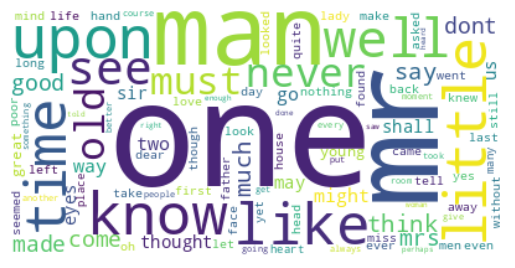 mind life hand course looked lady make asked heard
upon man well dont
long quite us
good see must never say went
sir love day go nothing found back moment knew still
poor something great seemed
time old one mr little
told better right done every saw
enough though look house shall
two dear much father young put came took last many
left way may
another eyes place take people first face yet get
know like might tell yes without
room woman
made come thought oh let going heart think mrs
miss ever away give
head always men even perhaps